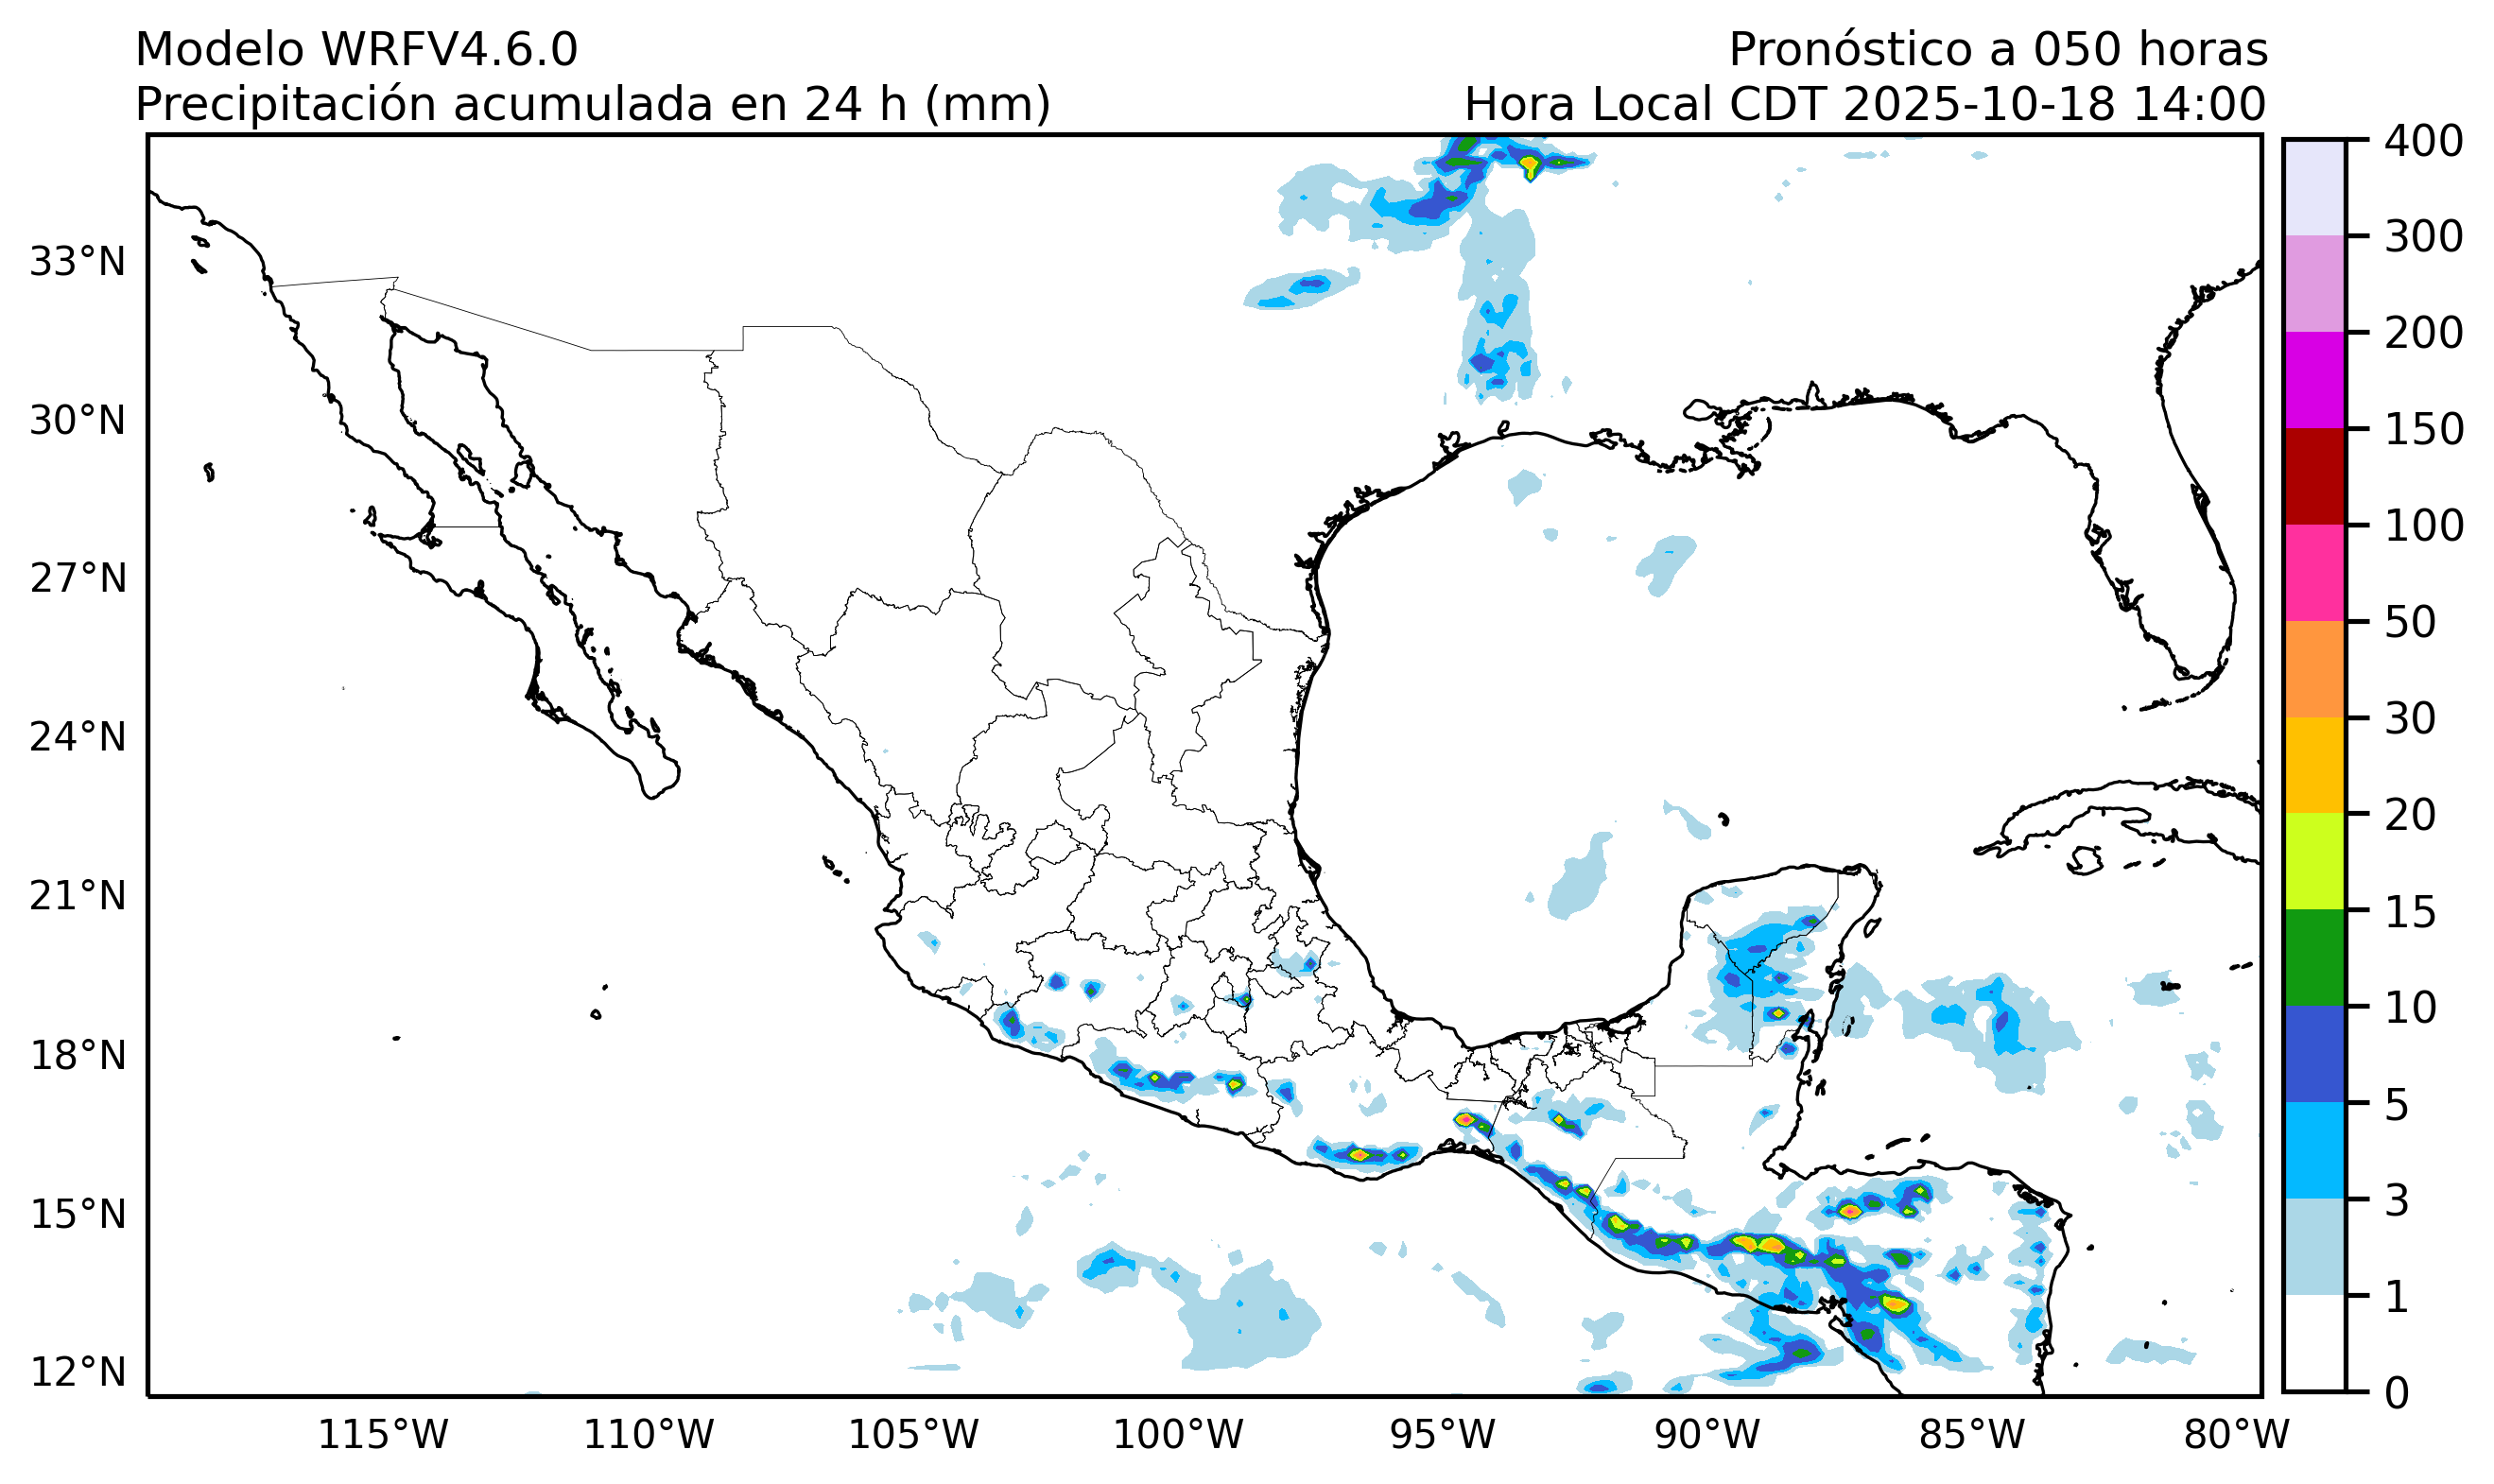 Modelo WRFV4.6.0
Pronóstico a 050 horas
Precipitación acumulada en 24 h (mm)
Hora Local CDT 2025-10-18 14:00
33°N
30°N
27°N
24°N
21°N
18°N
15°N
12°N
115°W
110°W
105°W
100°W
95°W
90°W
85°W
80°W
400
300
200
150
100
50
30
20
15
10
5
3
1
0